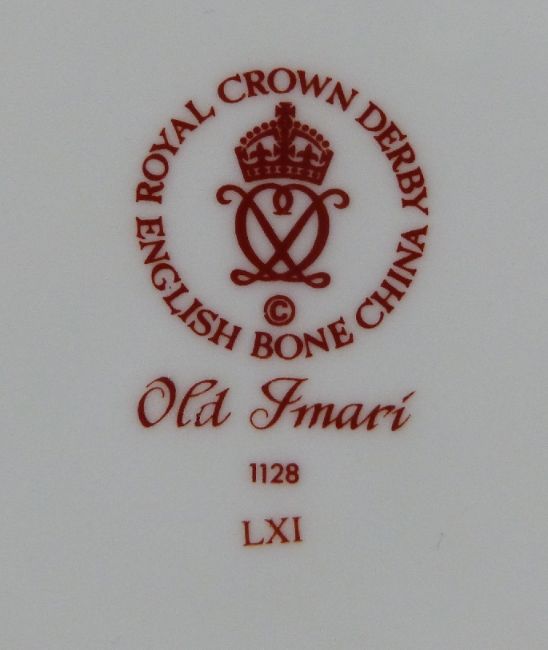 ROYAL CROWN DERBY
ENGLISH BONE CHINA
©
Old Imari
1128
LXI